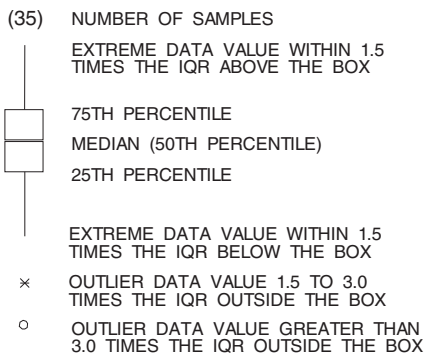 (35) NUMBER OF SAMPLES
EXTREME DATA VALUE WITHIN 1.5
TIMES THE IQR ABOVE THE BOX
75TH PERCENTILE
MEDIAN (50TH PERCENTILE)
25TH PERCENTILE
EXTREME DATA VALUE WITHIN 1.5
TIMES THE IQR BELOW THE BOX
OUTLIER DATA VALUE 1.5 TO 3.0
TIMES THE IQR OUTSIDE THE BOX
OUTLIER DATA VALUE GREATER THAN
3.0 TIMES THE IQR OUTSIDE THE BOX